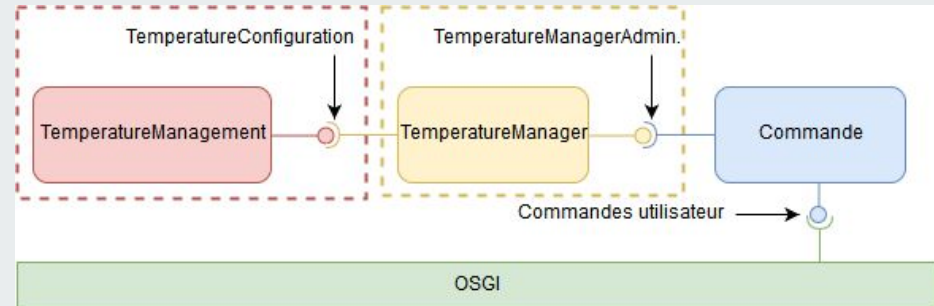 TemperatureConfiguration
TemperatureManagerAdmin.
TemperatureManagement
TemperatureManager
Commande
Commandes utilisateur
OSGI